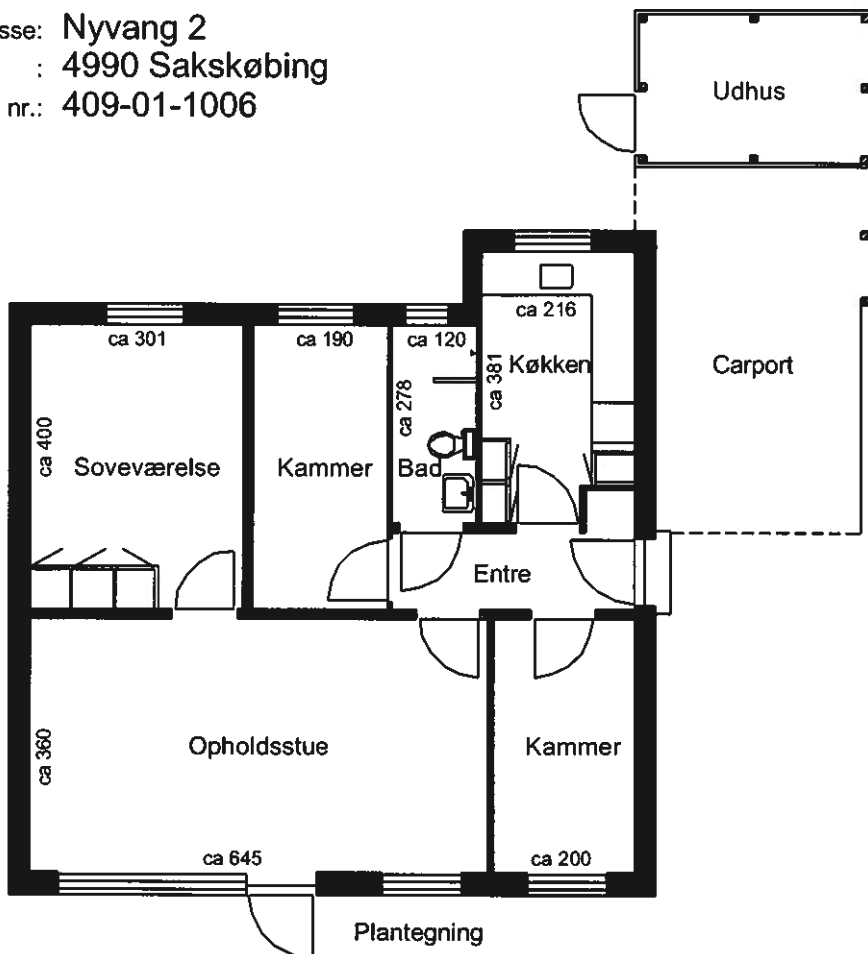 sse: Nyvang 2
: 4990 Sakskøbing
nr.: 409-01-1006
Udhus
ca 301
ca 190
ca 120
ca 216
ca 381
Køkken
Carport
ca 400
ca 278
Soveværelse
Kammer
Bad
Entre
ca 360
Opholdsstue
Kammer
ca 645
ca 200
Plantegning